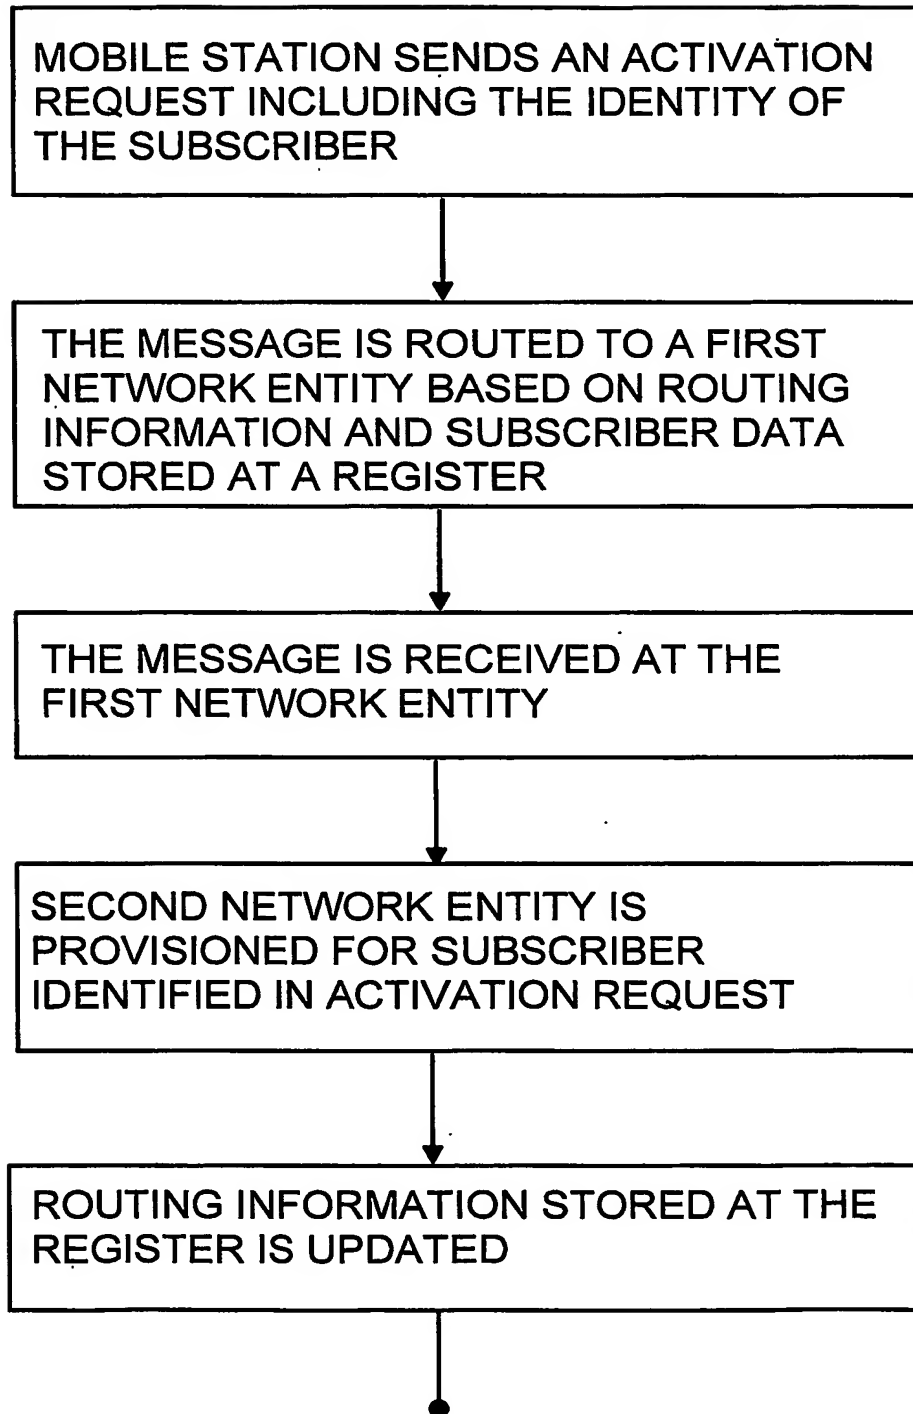 MOBILE STATION SENDS AN ACTIVATION
REQUEST INCLUDING THE IDENTITY OF
THE SUBSCRIBER
THE MESSAGE IS ROUTED TO A FIRST
NETWORK ENTITY BASED ON ROUTING
INFORMATION AND SUBSCRIBER DATA
STORED AT A REGISTER
THE MESSAGE IS RECEIVED AT THE
FIRST NETWORK ENTITY
SECOND NETWORK ENTITY IS
PROVISIONED FOR SUBSCRIBER
IDENTIFIED IN ACTIVATION REQUEST
ROUTING INFORMATION STORED AT THE
REGISTER IS UPDATED